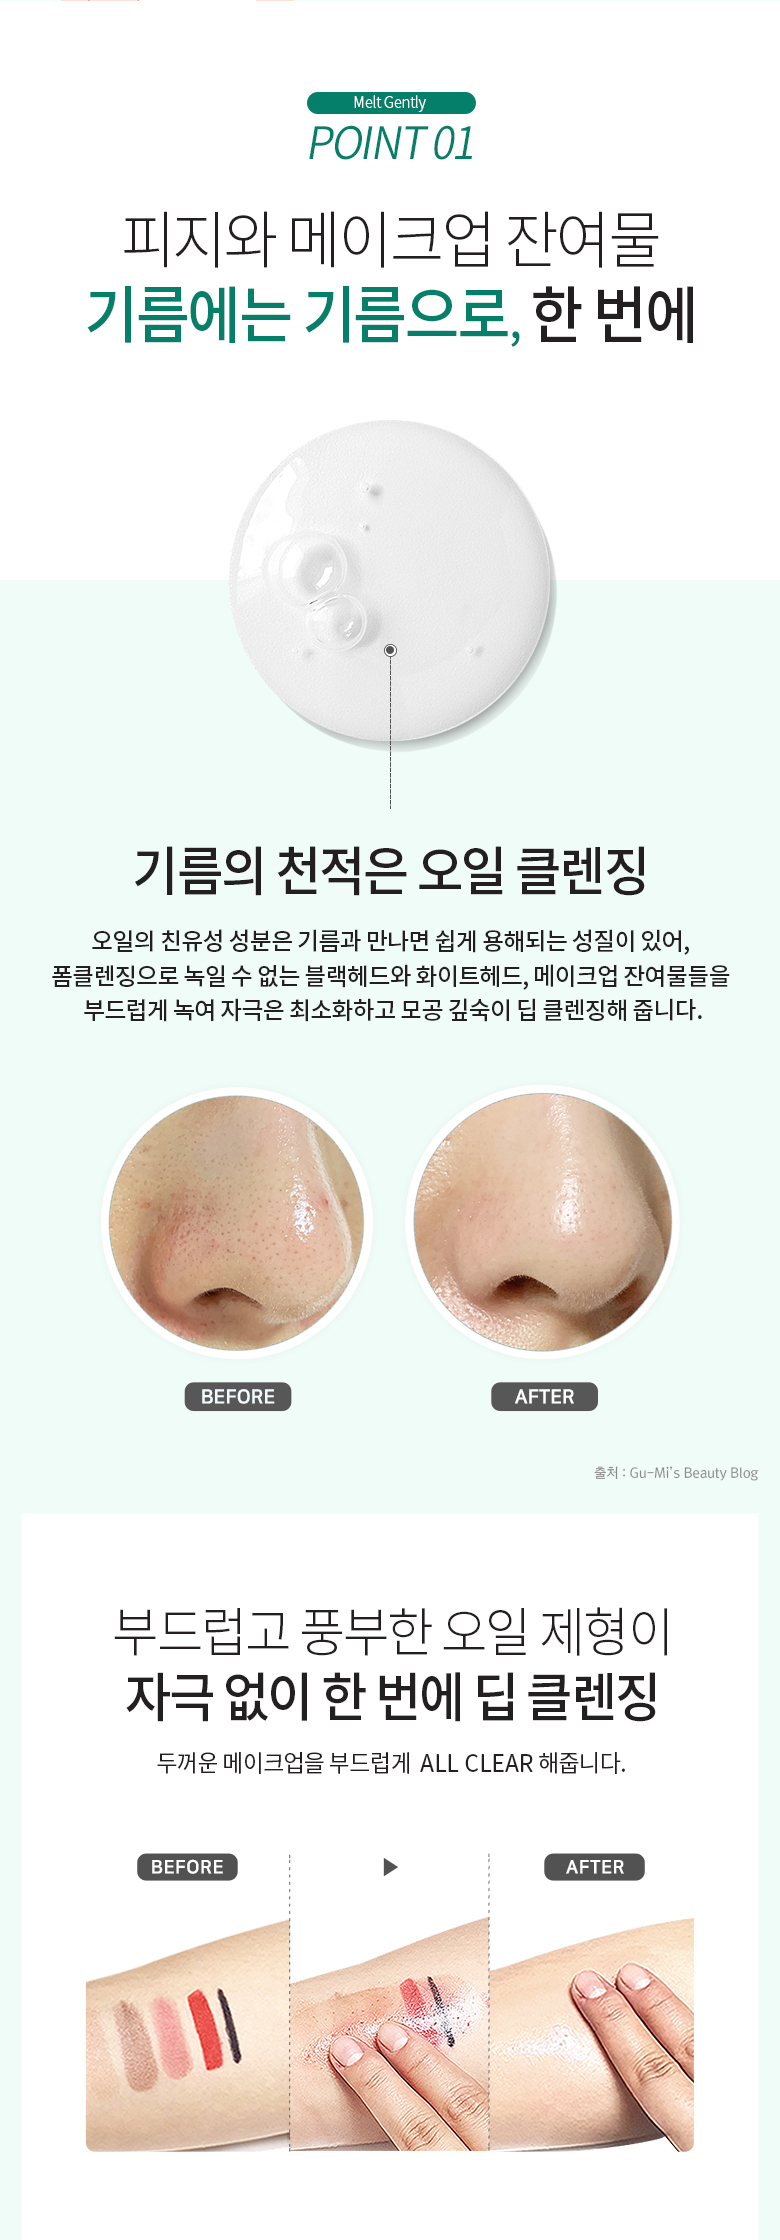 Melt Gently
POINT 01
피지와 메이크업 잔여물
기름에는 기름으로, 한 번에
기름의 천적은 오일 클렌징
오일의 친유성 성분은 기름과 만나면 쉽게 용해되는 성질이 있어,
폼클렌징으로 녹일 수 없는 블랙헤드와 화이트헤드, 메이크업 잔여물들을
부드럽게 녹여 자극은 최소화하고 모공 깊숙이 딥 클렌징해 줍니다.
BEFORE
AFTER
출처 : Gu-Mi's Beauty Blog
부드럽고 풍부한 오일 제형이
자극 없이 한 번에 딥 클렌징
두꺼운 메이크업을 부드럽게 ALL CLEAR 해줍니다.
BEFORE
AFTER